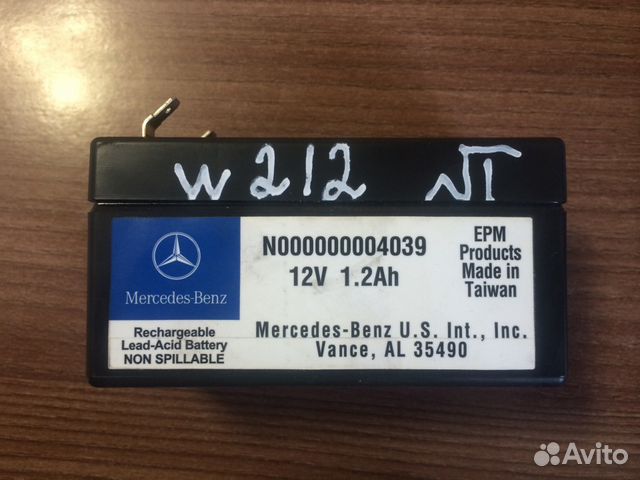 W212 VT
Mercedes-Benz
Rechargeable
Lead-Acid Battery
NON SPILLABLE
N000000004039
12V 1.2Ah
EPM
Products
Made in
Taiwan
Mercedes-Benz U.S. Int., Inc.
Vance, AL 35490
Avito